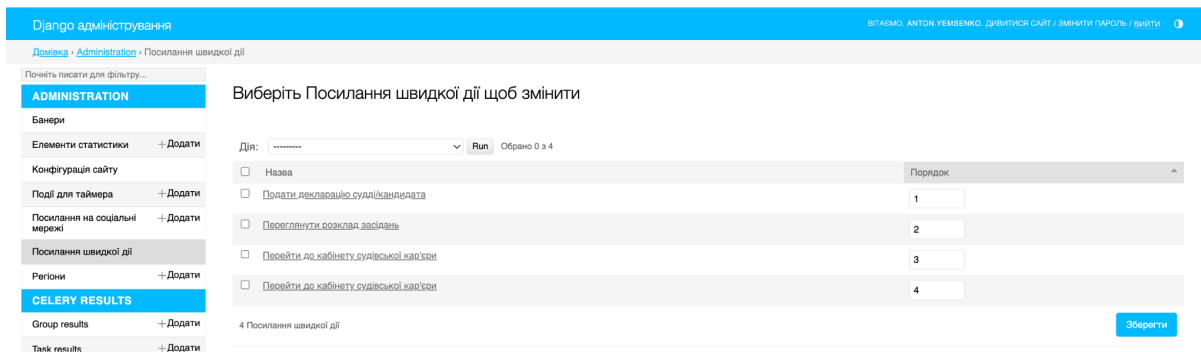 Django адміністрування
ВІТАЄМО, ANTON.YEMSENKO. ДИВИТИСЯ САЙТ / ЗМІНИТИ ПАРОЛЬ / ВИЙТИ
Домівка › Administration › Посилання швидкої дії
Почніть писати для фільтру...
ADMINISTRATION
Банери
Елементи статистики +Додати
Конфігурація сайту
Події для таймера +Додати
Посилання на соціальні
мережі +Додати
Посилання швидкої дії
Регіони +Додати
CELERY RESULTS
Group results +Додати
Task results +Додати
Виберіть Посилання швидкої дії щоб змінити
Дія: --------- Run Обрано 0 з 4
Назва Порядок
Подати декларацію судді/кандидата 1
Переглянути розклад засідань 2
Перейти до кабінету судівської кар'єри 3
Перейти до кабінету судівської кар'єри 4
4 Посилання швидкої дії Зберегти